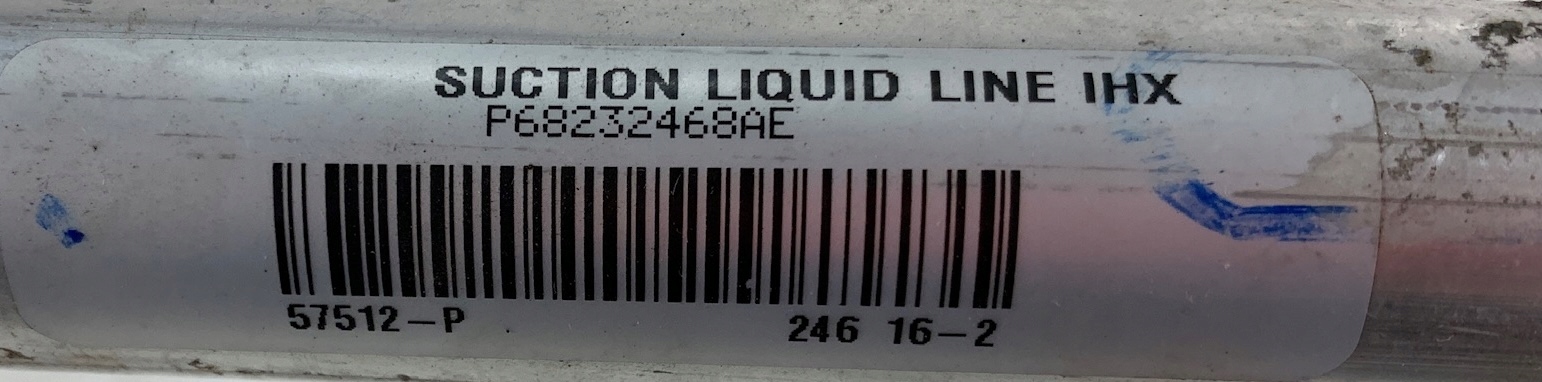 SUCTION LIQUID LINE IHX
P68232468AE
57512-P 246 16-2